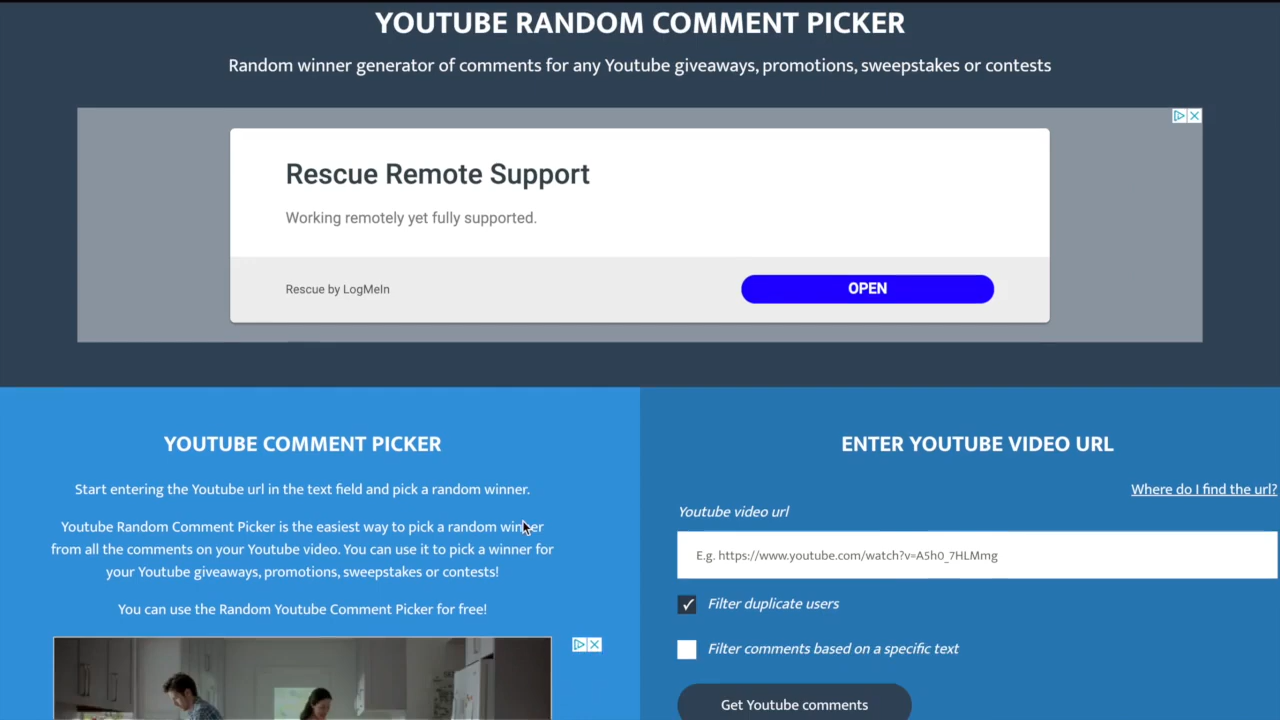 YOUTUBE RANDOM COMMENT PICKER
Random winner generator of comments for any Youtube giveaways, promotions, sweepstakes or contests
Rescue Remote Support
Working remotely yet fully supported.
Rescue by LogMeIn
OPEN
YOUTUBE COMMENT PICKER
Start entering the Youtube url in the text field and pick a random winner.
Youtube Random Comment Picker is the easiest way to pick a random winner
from all the comments on your Youtube video. You can use it to pick a winner for
your Youtube giveaways, promotions, sweepstakes or contests!
You can use the Random Youtube Comment Picker for free!
ENTER YOUTUBE VIDEO URL
Where do I find the url?
Youtube video url
E.g. https://www.youtube.com/watch?v=A5h0_7HLMmg
Filter duplicate users
Filter comments based on a specific text
Get Youtube comments